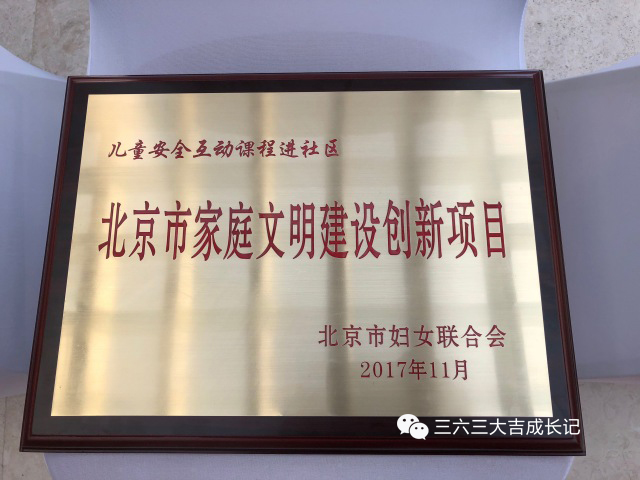 儿童安全互动课程进社区
北京市家庭文明建设创新项目
北京市妇女联合会
2017年11月
三六三大吉成长记